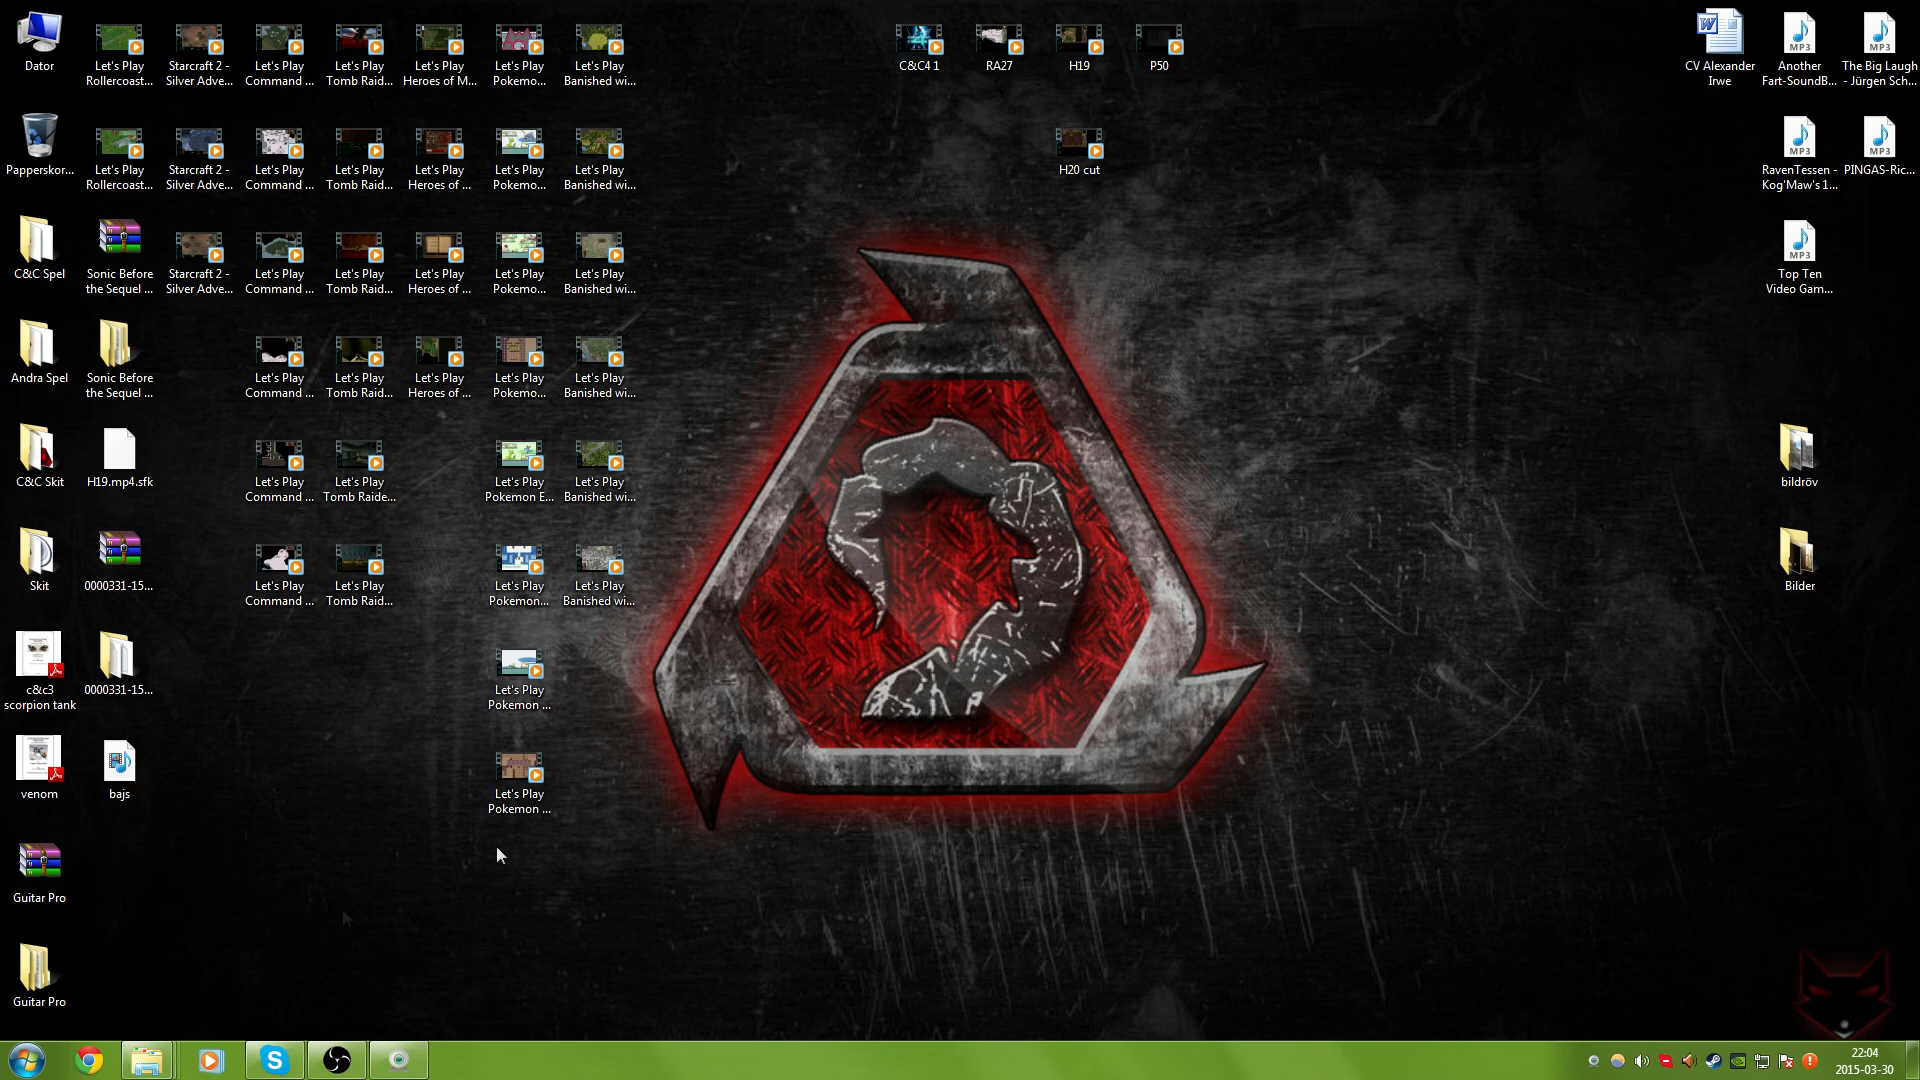 Dator
Let's Play
Rollercoast...
Starcraft 2 -
Silver Adve...
Let's Play
Command ...
Let's Play
Tomb Raid...
Let's Play
Heroes of M...
Let's Play
Pokemo...
Let's Play
Banished wi...
C&C4 1
RA27
H19
P50
CV Alexander
Irwe
Another
Fart-SoundB...
The Big Laugh
- Jürgen Sch...
Papperskor...
Let's Play
Rollercoast...
Starcraft 2 -
Silver Adve...
Let's Play
Command ...
Let's Play
Tomb Raid...
Let's Play
Heroes of ...
Let's Play
Pokemo...
Let's Play
Banished wi...
H20 cut
RavenTessen -
Kog'Maw's 1...
PINGAS-Ric...
C&C Spel
Sonic Before
the Sequel ...
Starcraft 2 -
Silver Adve...
Let's Play
Command ...
Let's Play
Tomb Raid...
Let's Play
Heroes of ...
Let's Play
Pokemo...
Let's Play
Banished wi...
Top Ten
Video Gam...
Andra Spel
Sonic Before
the Sequel ...
Let's Play
Command ...
Let's Play
Tomb Raid...
Let's Play
Heroes of ...
Let's Play
Pokemo...
Let's Play
Banished wi...
C&C Skit
H19.mp4.sfk
Let's Play
Command ...
Let's Play
Tomb Raide...
Let's Play
Pokemon E...
Let's Play
Banished wi...
bildröv
Skit
0000331-15...
Let's Play
Command ...
Let's Play
Tomb Raid...
Let's Play
Pokemon...
Let's Play
Banished wi...
Bilder
c&c3
scorpion tank
0000331-15...
Let's Play
Pokemon ...
venom
bajs
Let's Play
Pokemon ...
Guitar Pro
Guitar Pro
22:04
2015-03-30
MP3
MP3
MP3
MP3
MP3